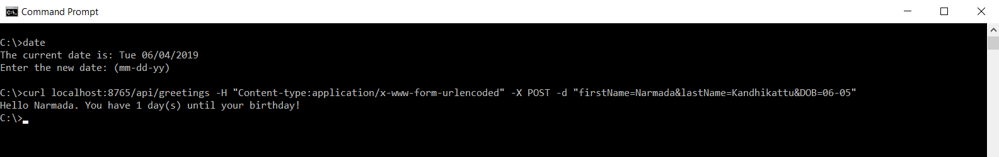 Command Prompt
C:\>date
The current date is: Tue 06/04/2019
Enter the new date: (mm-dd-yy)
C:\>curl localhost:8765/api/greetings -H "Content-type:application/x-www-form-urlencoded" -X POST -d "firstName=Narmada&lastName=Kandhikattu&DOB=06-05"
Hello Narmada. You have 1 day(s) until your birthday!
C:\>